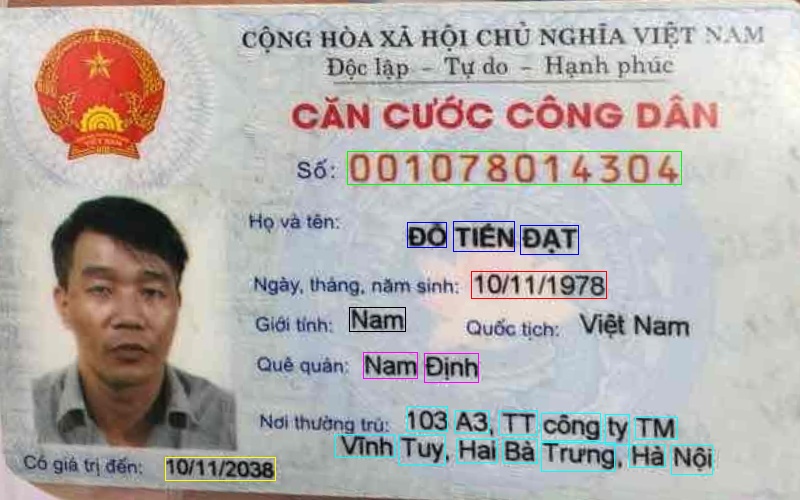 CỘNG HÒA XÃ HỘI CHỦ NGHĨA VIỆT NAM
Độc lập – Tự do – Hạnh phúc
CĂN CƯỚC CÔNG DÂN
Số: 001078014304
Họ và tên:
ĐỖ TIẾN ĐẠT
Ngày, tháng, năm sinh: 10/11/1978
Giới tính: Nam Quốc tịch: Việt Nam
Quê quán: Nam Định
Nơi thường trú: 103 A3, TT công ty TM
Vĩnh Tuy, Hai Bà Trưng, Hà Nội
Có giá trị đến: 10/11/2038